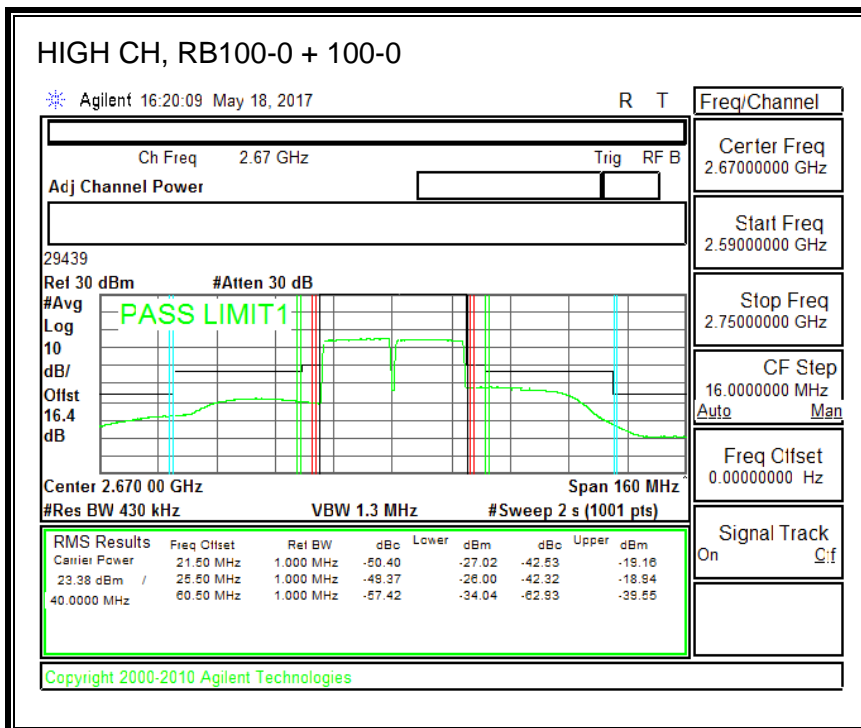 HIGH CH, RB100-0 + 100-0
Agilent 16:20:09 May 18, 2017 R T
Freq/Channel
Ch Freq 2.67 GHz Trig RF B
Adj Channel Power
Center Freq
2.67000000 GHz
Start Freq
2.59000000 GHz
Stop Freq
2.75000000 GHz
CF Step
16.0000000 MHz
Auto Man
Freq Offset
0.00000000 Hz
Signal Track
On Off
29439
Ref 30 dBm #Atten 30 dB
#Avg
Log
10
dB/
Offst
16.4
dB
PASS LIMIT1
Center 2.670 00 GHz Span 160 MHz
#Res BW 430 kHz VBW 1.3 MHz #Sweep 2 s (1001 pts)
RMS Results Freq Offset Ref BW dBc Lower dBm dBc Upper dBm
Carrier Power 21.50 MHz 1.000 MHz -50.40 -27.02 -42.53 -19.16
23.38 dBm / 25.50 MHz 1.000 MHz -49.37 -26.00 -42.32 -18.94
40.0000 MHz 60.50 MHz 1.000 MHz -57.42 -34.04 -62.93 -39.55
Copyright 2000-2010 Agilent Technologies